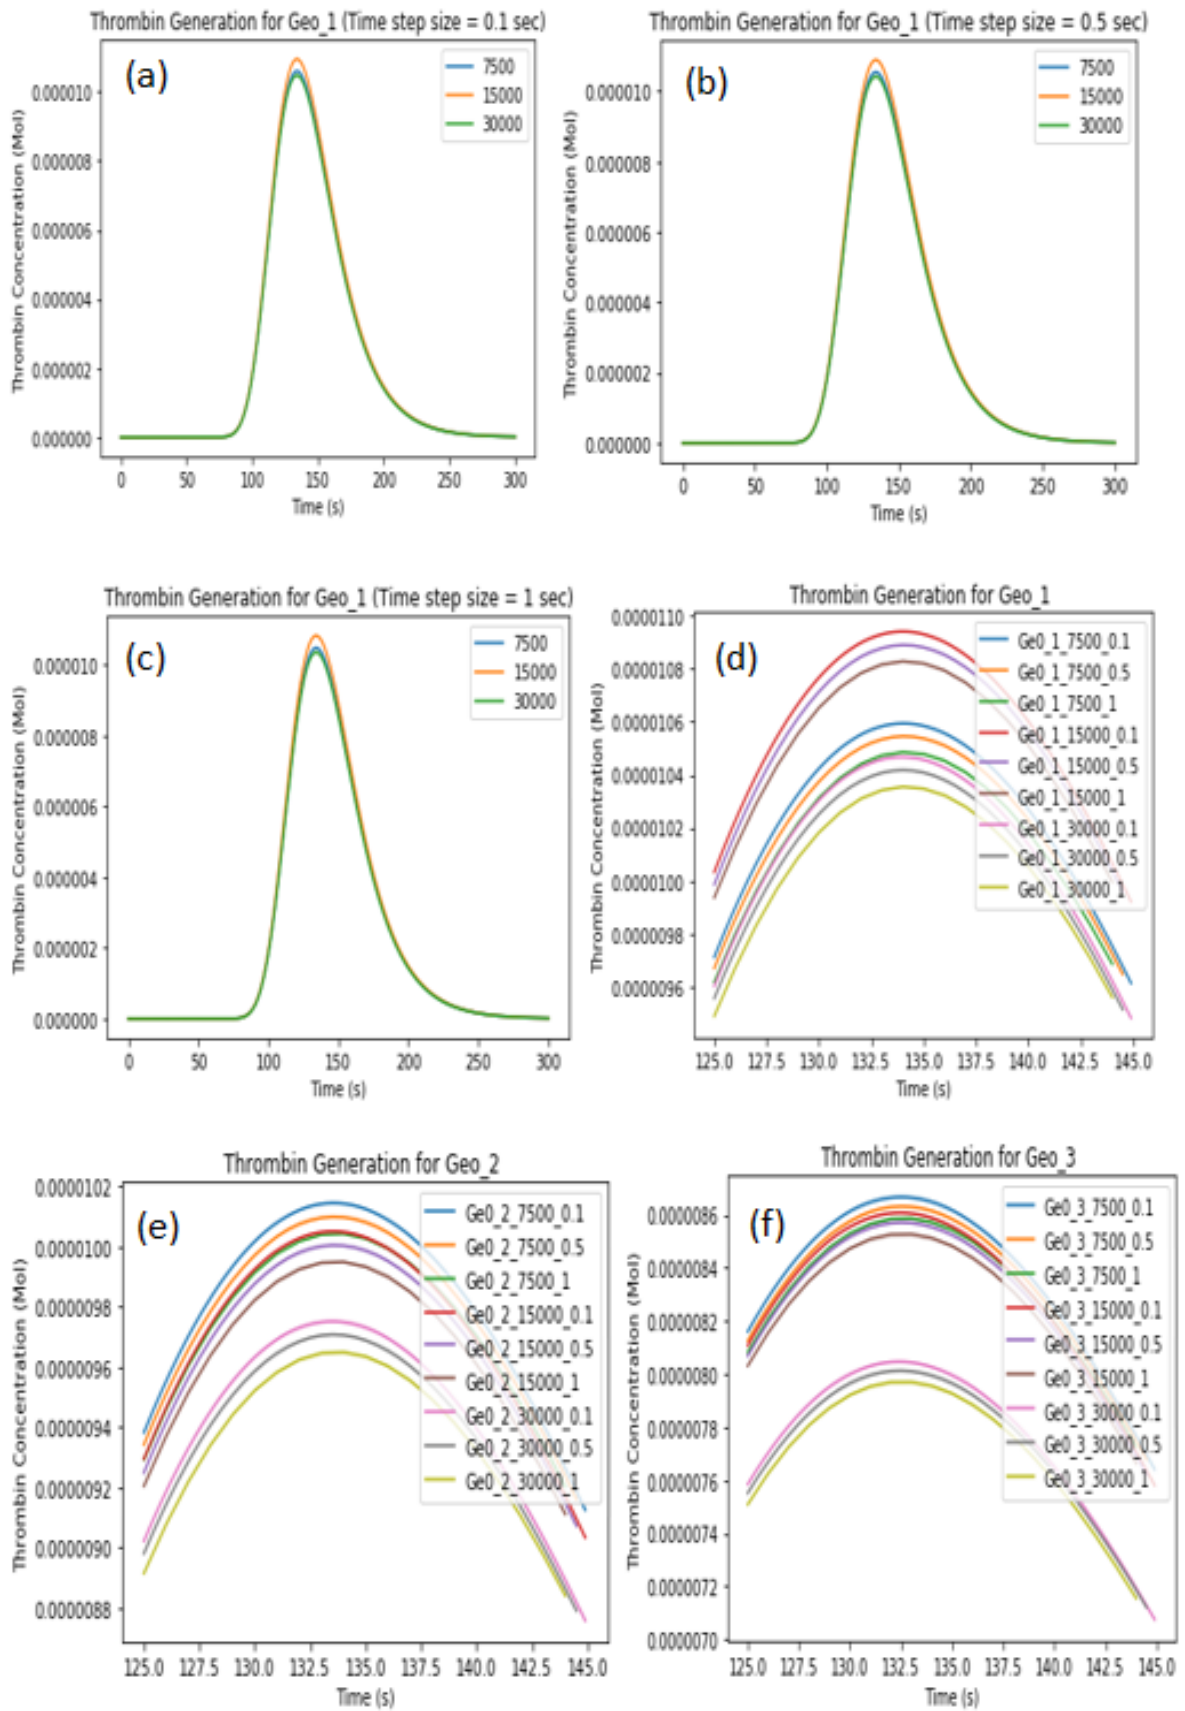 Thrombin Generation for Geo_1 (Time step size = 0.1 sec)
(a)
7500
15000
30000
0.000010
0.000008
0.000006
0.000004
0.000002
0.000000
Thrombin Concentration (Mol)
0 50 100 150 200 250 300
Time (s)
Thrombin Generation for Geo_1 (Time step size = 0.5 sec)
(b)
7500
15000
30000
0.000010
0.000008
0.000006
0.000004
0.000002
0.000000
Thrombin Concentration (Mol)
0 50 100 150 200 250 300
Time (s)
Thrombin Generation for Geo_1 (Time step size = 1 sec)
(c)
7500
15000
30000
0.000010
0.000008
0.000006
0.000004
0.000002
0.000000
Thrombin Concentration (Mol)
0 50 100 150 200 250 300
Time (s)
Thrombin Generation for Geo_1
(d)
Ge0_1_7500_0.1
Ge0_1_7500_0.5
Ge0_1_7500_1
Ge0_1_15000_0.1
Ge0_1_15000_0.5
Ge0_1_15000_1
Ge0_1_30000_0.1
Ge0_1_30000_0.5
Ge0_1_30000_1
0.0000110
0.0000108
0.0000106
0.0000104
0.0000102
0.0000100
0.0000098
0.0000096
Thrombin Concentration (Mol)
125.0 127.5 130.0 132.5 135.0 137.5 140.0 142.5 145.0
Time (s)
Thrombin Generation for Geo_2
(e)
Ge0_2_7500_0.1
Ge0_2_7500_0.5
Ge0_2_7500_1
Ge0_2_15000_0.1
Ge0_2_15000_0.5
Ge0_2_15000_1
Ge0_2_30000_0.1
Ge0_2_30000_0.5
Ge0_2_30000_1
0.0000102
0.0000100
0.0000098
0.0000096
0.0000094
0.0000092
0.0000090
0.0000088
Thrombin Concentration (Mol)
125.0 127.5 130.0 132.5 135.0 137.5 140.0 142.5 145.0
Time (s)
Thrombin Generation for Geo_3
(f)
Ge0_3_7500_0.1
Ge0_3_7500_0.5
Ge0_3_7500_1
Ge0_3_15000_0.1
Ge0_3_15000_0.5
Ge0_3_15000_1
Ge0_3_30000_0.1
Ge0_3_30000_0.5
Ge0_3_30000_1
0.0000086
0.0000084
0.0000082
0.0000080
0.0000078
0.0000076
0.0000074
0.0000072
0.0000070
Thrombin Concentration (Mol)
125.0 127.5 130.0 132.5 135.0 137.5 140.0 142.5 145.0
Time (s)